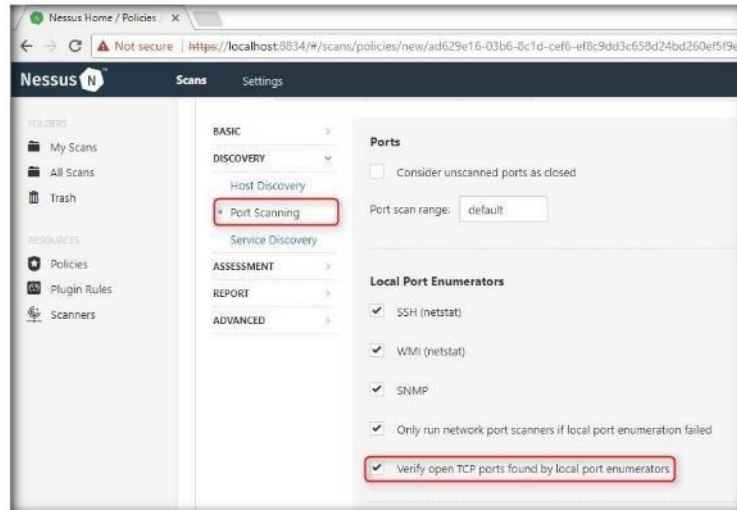 Nessus Home / Policies
Not secure https://localhost:8834/#/scans/policies/new/ad629e16-03b6-8c1d-cef6-ef8c9dd3c658d24bd260ef5f9e
Nessus N Scans Settings
FOLDERS
My Scans
All Scans
Trash
RESOURCES
Policies
Plugin Rules
Scanners
BASIC
DISCOVERY
Host Discovery
Port Scanning
Service Discovery
ASSESSMENT
REPORT
ADVANCED
Ports
Consider unscanned ports as closed
Port scan range: default
Local Port Enumerators
SSH (netstat)
WMI (netstat)
SNMP
Only run network port scanners if local port enumeration failed
Verify open TCP ports found by local port enumerators